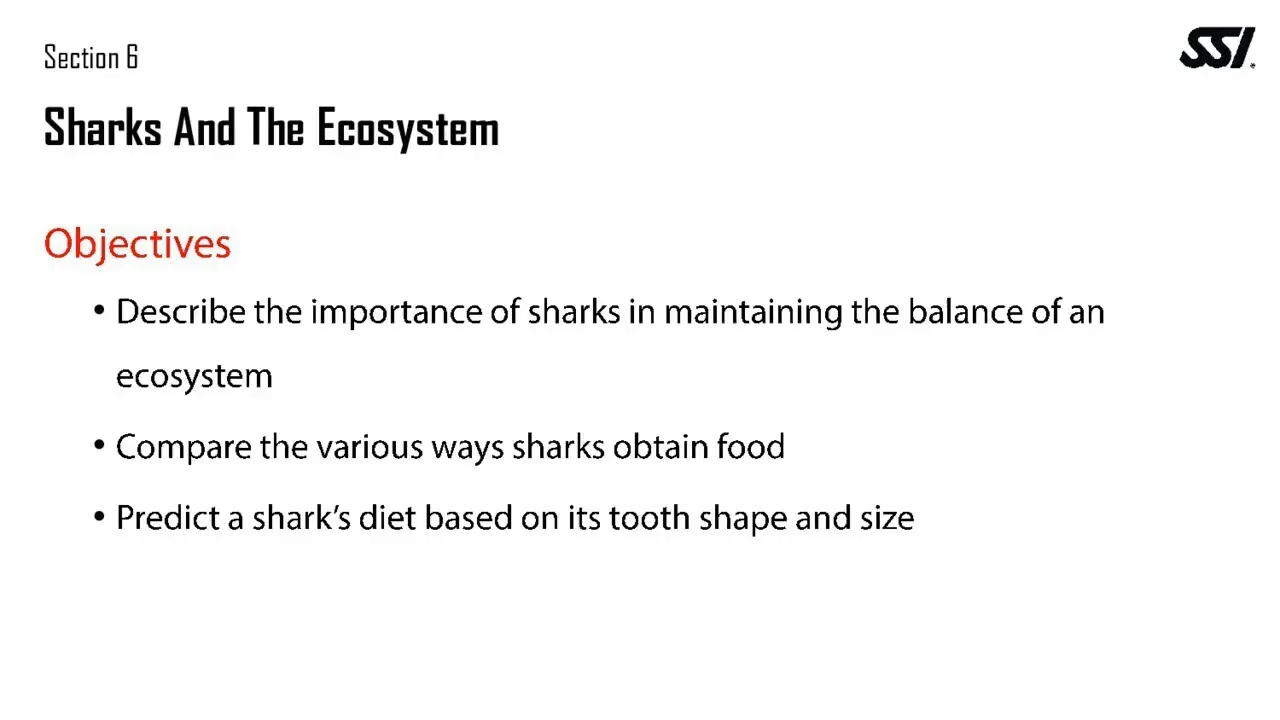 Section 6
SSI
Sharks And The Ecosystem
Objectives
• Describe the importance of sharks in maintaining the balance of an
ecosystem
• Compare the various ways sharks obtain food
• Predict a shark's diet based on its tooth shape and size